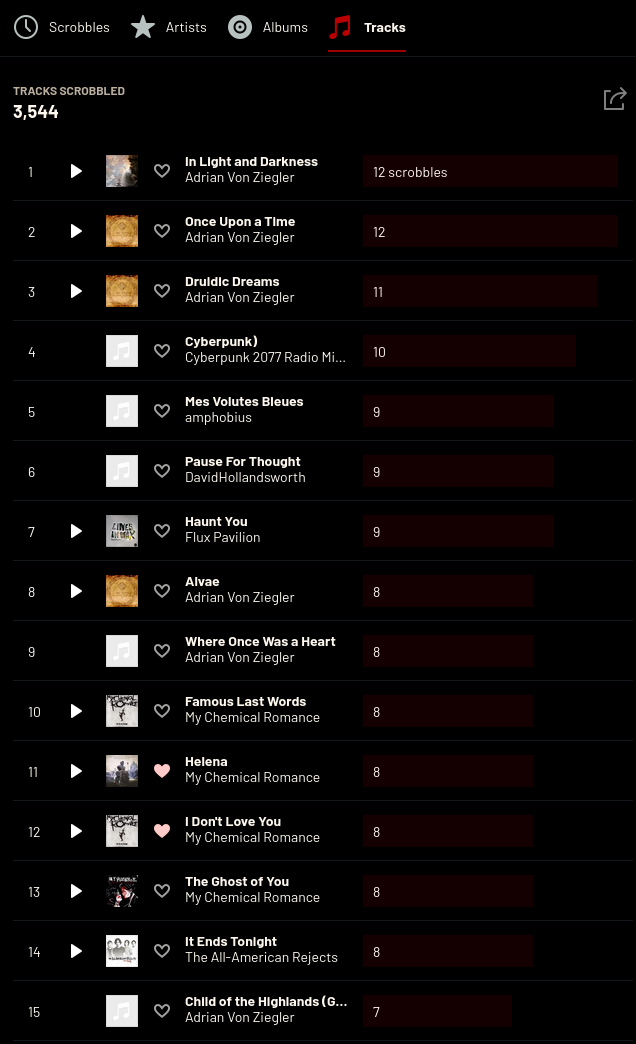 Scrobbles Artists Albums Tracks
TRACKS SCROBBLED
3,544
1 In Light and Darkness 12 scrobbles
Adrian Von Ziegler
2 Once Upon a Time 12
Adrian Von Ziegler
3 Druidic Dreams 11
Adrian Von Ziegler
4 Cyberpunk) 10
Cyberpunk 2077 Radio Mi...
5 Mes Volutes Bleues 9
amphobius
6 Pause For Thought 9
DavidHollandsworth
7 Haunt You 9
Flux Pavilion
8 Alvae 8
Adrian Von Ziegler
9 Where Once Was a Heart 8
Adrian Von Ziegler
10 Famous Last Words 8
My Chemical Romance
11 Helena 8
My Chemical Romance
12 I Don't Love You 8
My Chemical Romance
13 The Ghost of You 8
My Chemical Romance
14 It Ends Tonight 8
The All-American Rejects
15 Child of the Highlands (G... 7
Adrian Von Ziegler